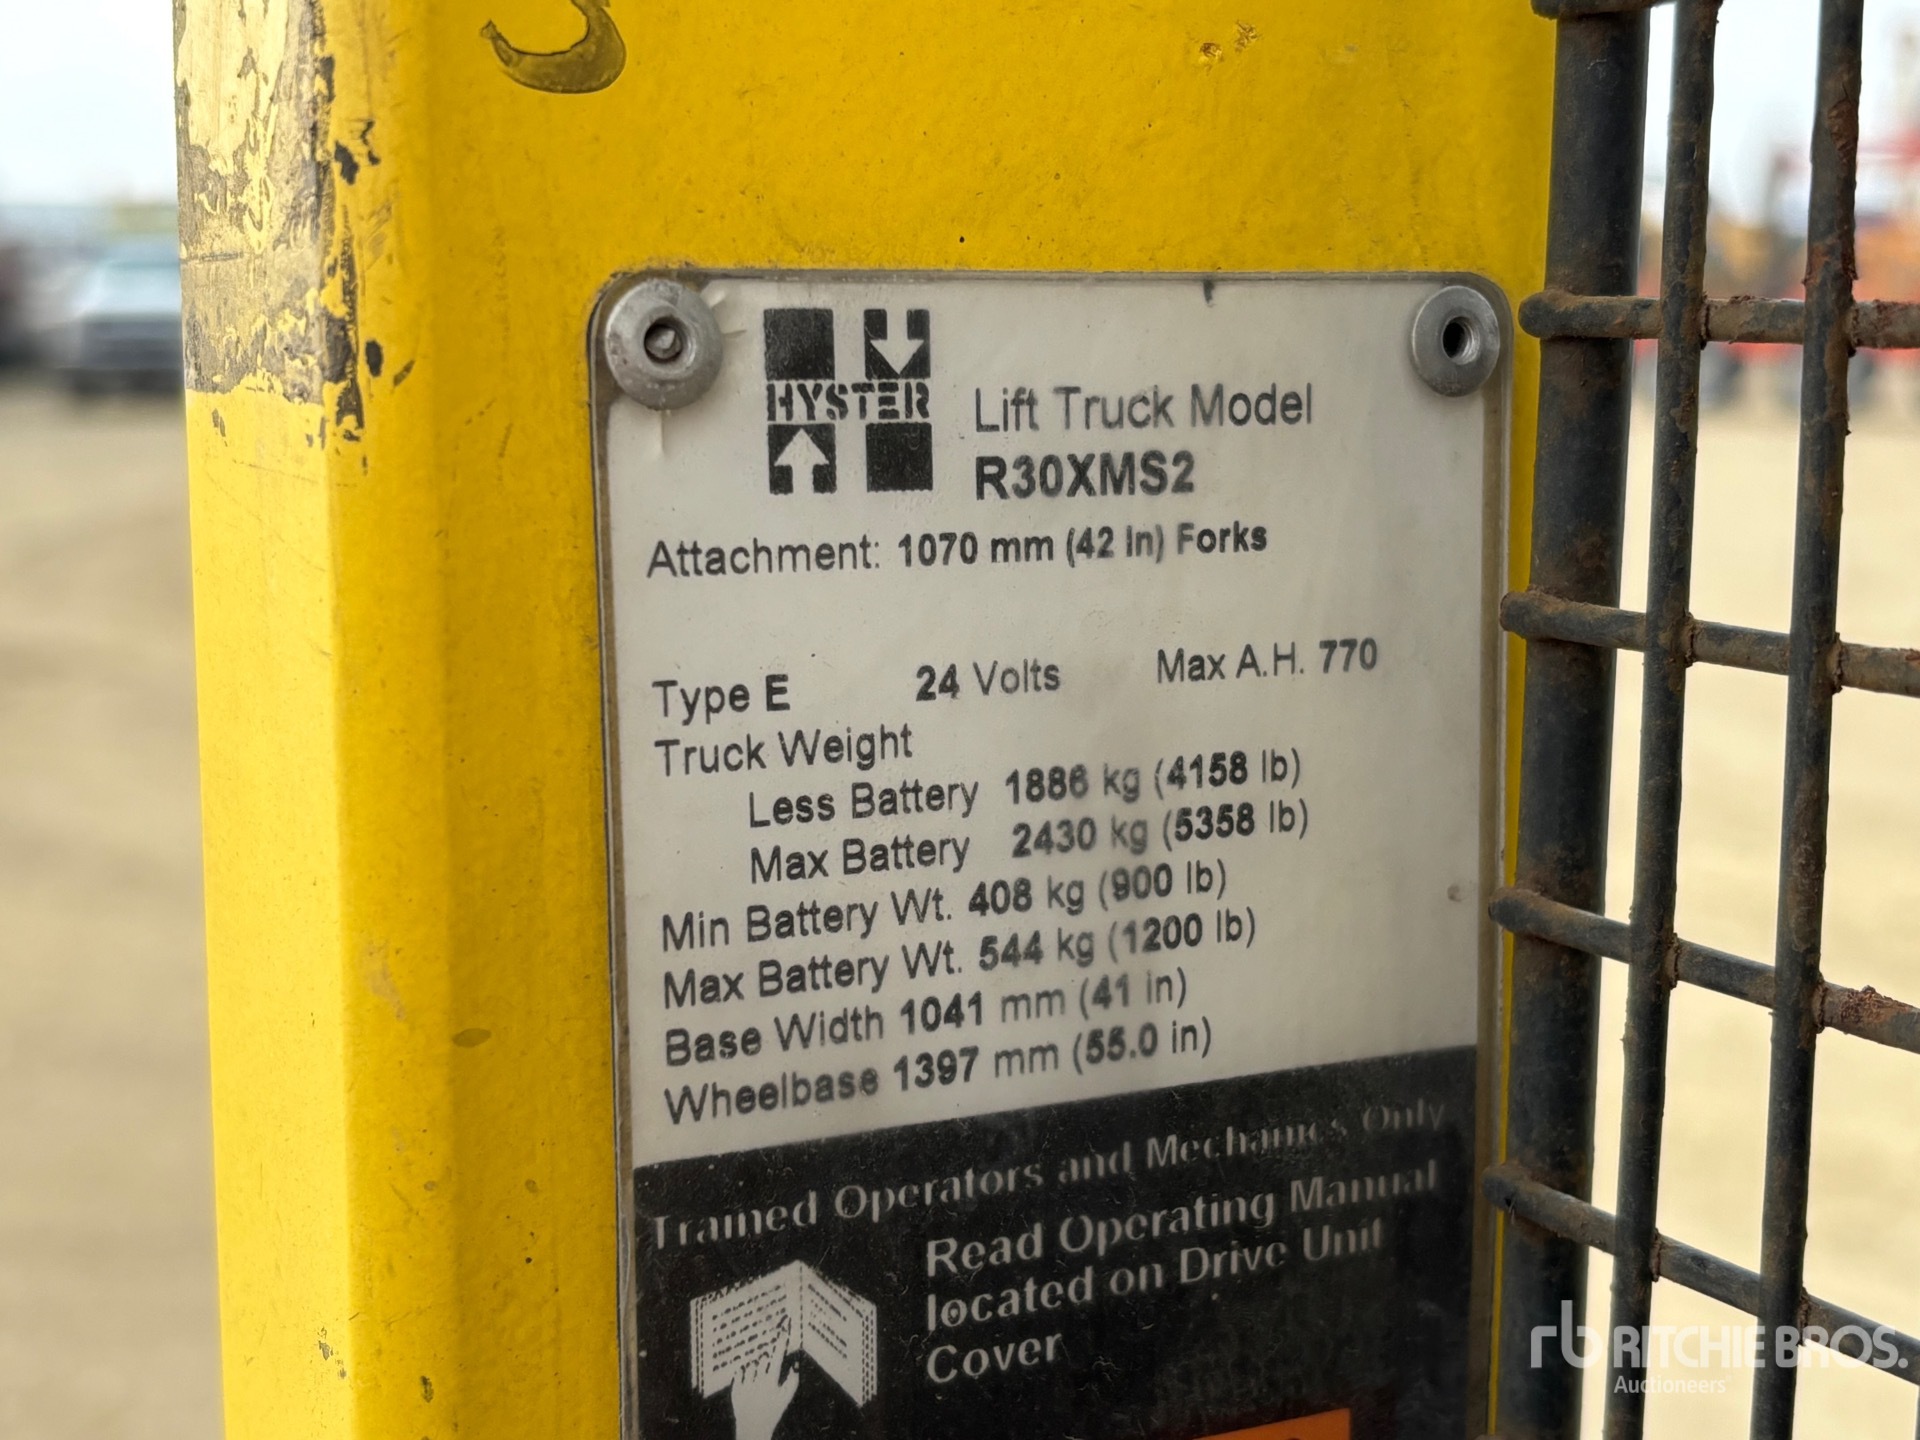 HYSTER
Lift Truck Model
R30XMS2
Attachment: 1070 mm (42 in) Forks
Type E 24 Volts Max A.H. 770
Truck Weight
Less Battery 1886 kg (4158 lb)
Max Battery 2430 kg (5358 lb)
Min Battery Wt. 408 kg (900 lb)
Max Battery Wt. 544 kg (1200 lb)
Base Width 1041 mm (41 in)
Wheelbase 1397 mm (55.0 in)
Trained Operators and Mechanics Only
Read Operating Manual
located on Drive Unit
Cover
rb RITCHIE BROS.
Auctioneers